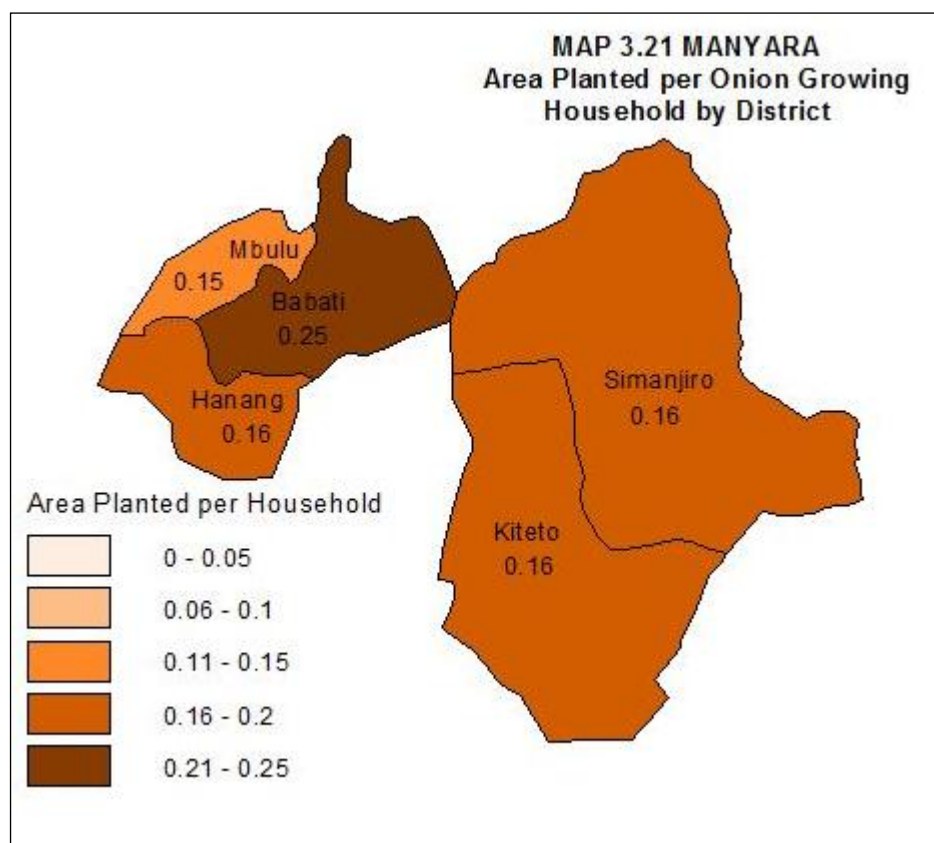 MAP 3.21 MANYARA
Area Planted per Onion Growing
Household by District
Mbulu
0.15
Babati
0.25
Hanang
0.16
Simanjiro
0.16
Kiteto
0.16
Area Planted per Household
0 - 0.05
0.06 - 0.1
0.11 - 0.15
0.16 - 0.2
0.21 - 0.25